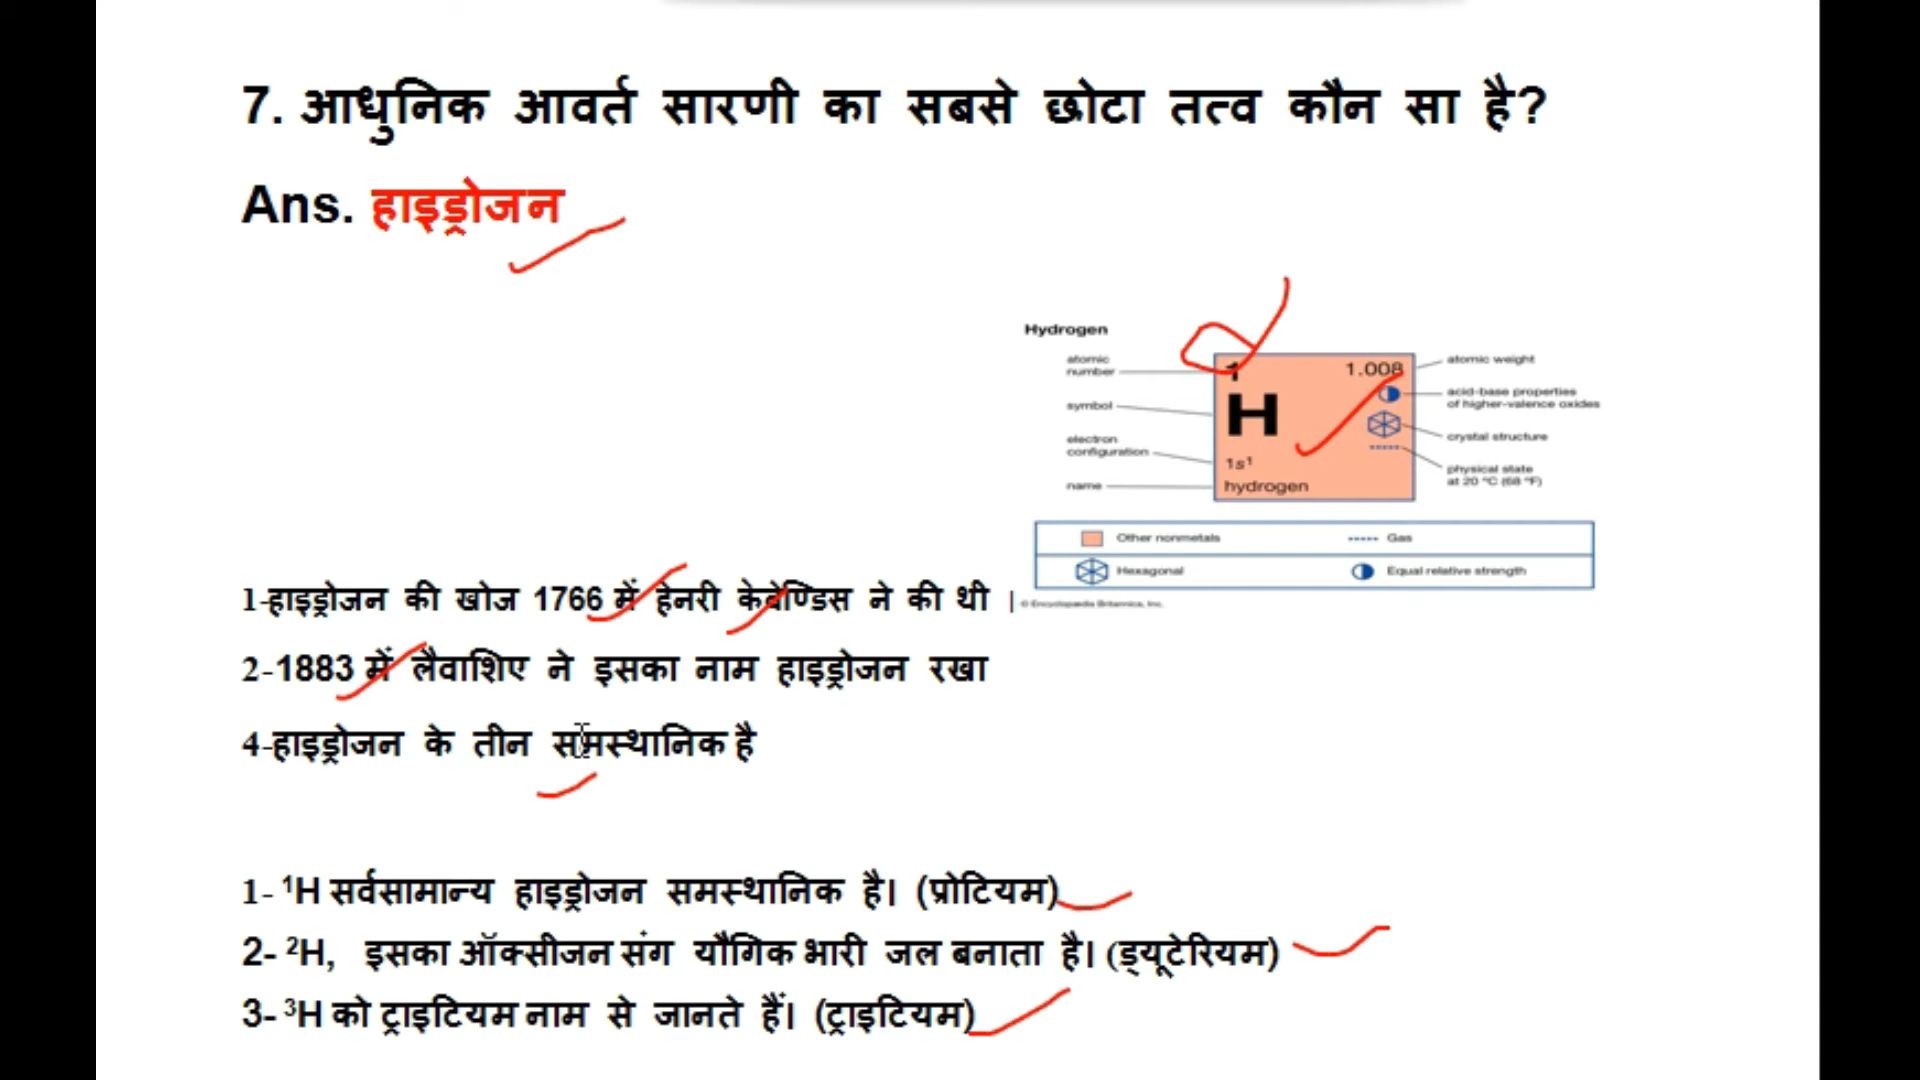 7. आधुनिक आवर्त सारणी का सबसे छोटा तत्व कौन सा है?
Ans. हाइड्रोजन
Hydrogen
atomic number
symbol
electron configuration
name
1 1.008
H
1s¹
hydrogen
atomic weight
acid-base properties of higher-valence oxides
crystal structure
physical state at 20 °C (68 °F)
Other nonmetals Gas
Hexagonal Equal relative strength
© Encyclopædia Britannica, Inc.
1-हाइड्रोजन की खोज 1766 में हेनरी केवेण्डिस ने की थी |
2-1883 में लैवाशिए ने इसका नाम हाइड्रोजन रखा
4-हाइड्रोजन के तीन समस्थानिक है
1- ¹H सर्वसामान्य हाइड्रोजन समस्थानिक है। (प्रोटियम)
2- ²H, इसका ऑक्सीजन संग यौगिक भारी जल बनाता है। (ड्यूटेरियम)
3- ³H को ट्राइटियम नाम से जानते हैं। (ट्राइटियम)